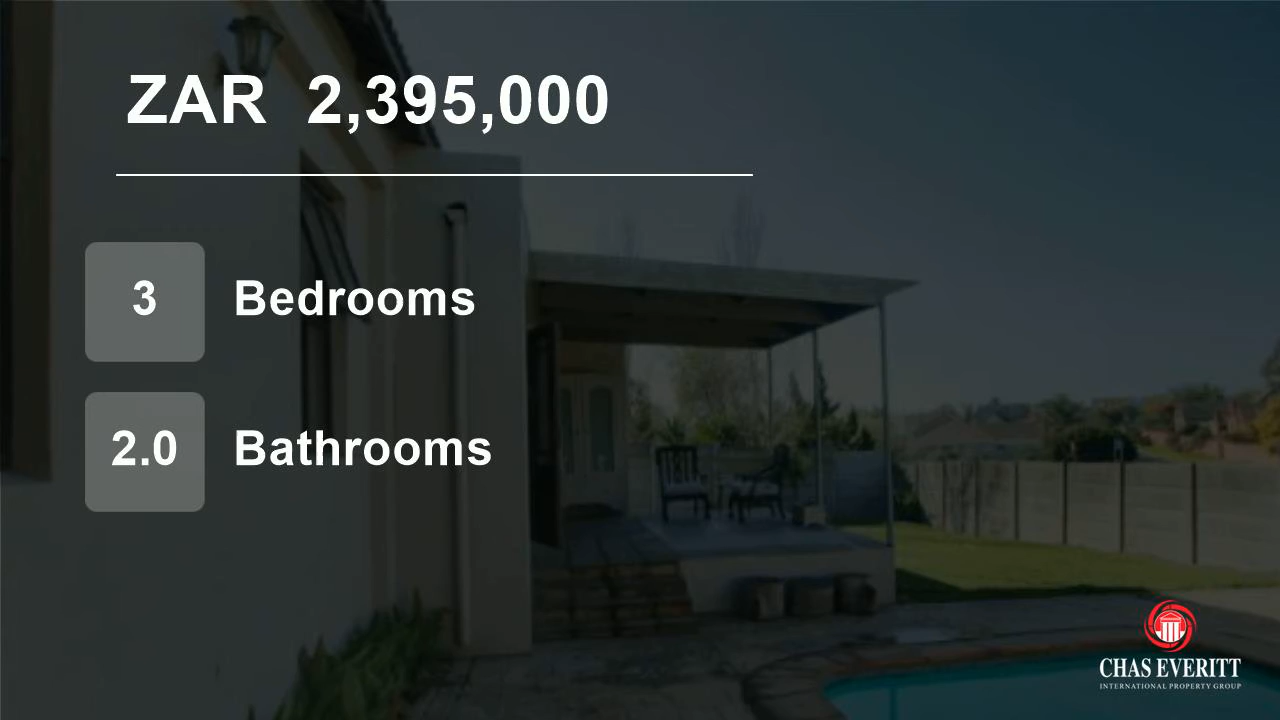 ZAR 2,395,000
3 Bedrooms
2.0 Bathrooms
CHAS EVERITT
INTERNATIONAL PROPERTY GROUP